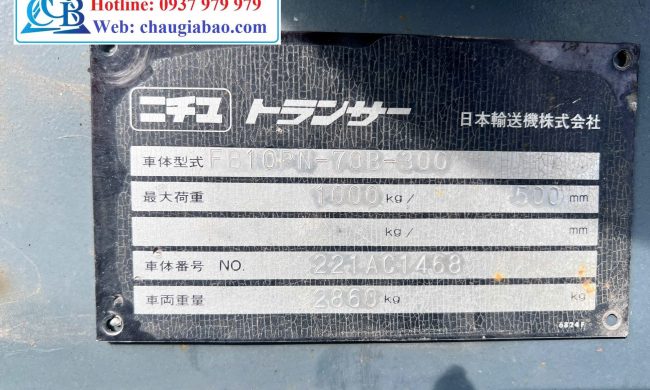 CB
Hotline: 0937 979 979
Web: chaugiabao.com
ニチユ トランサー 日本輸送機株式会社
車体型式 FB10PN-70B-300
最大荷重 1000 kg/ 500 mm
kg/ mm
車体番号 NO. 221AC1468
車両重量 2860 kg kg
6824F